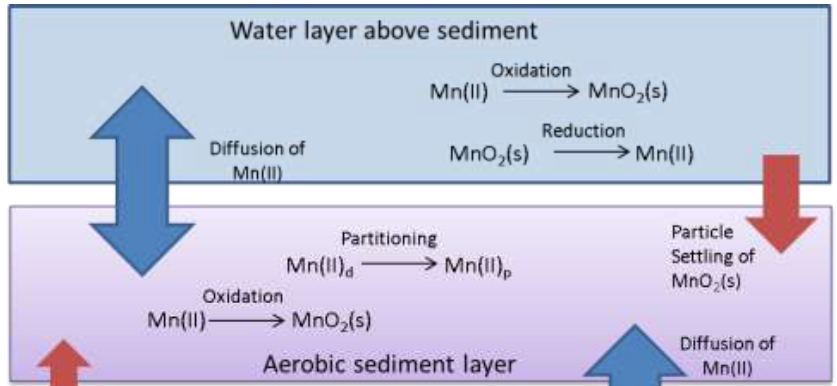 Water layer above sediment
Oxidation
Mn(II) ⟶ MnO₂(s)
Reduction
MnO₂(s) ⟶ Mn(II)
Diffusion of
Mn(II)
Partitioning
Mn(II)d ⟶ Mn(II)p
Particle
Settling of
MnO₂(s)
Oxidation
Mn(II) ⟶ MnO₂(s)
Diffusion of
Mn(II)
Aerobic sediment layer